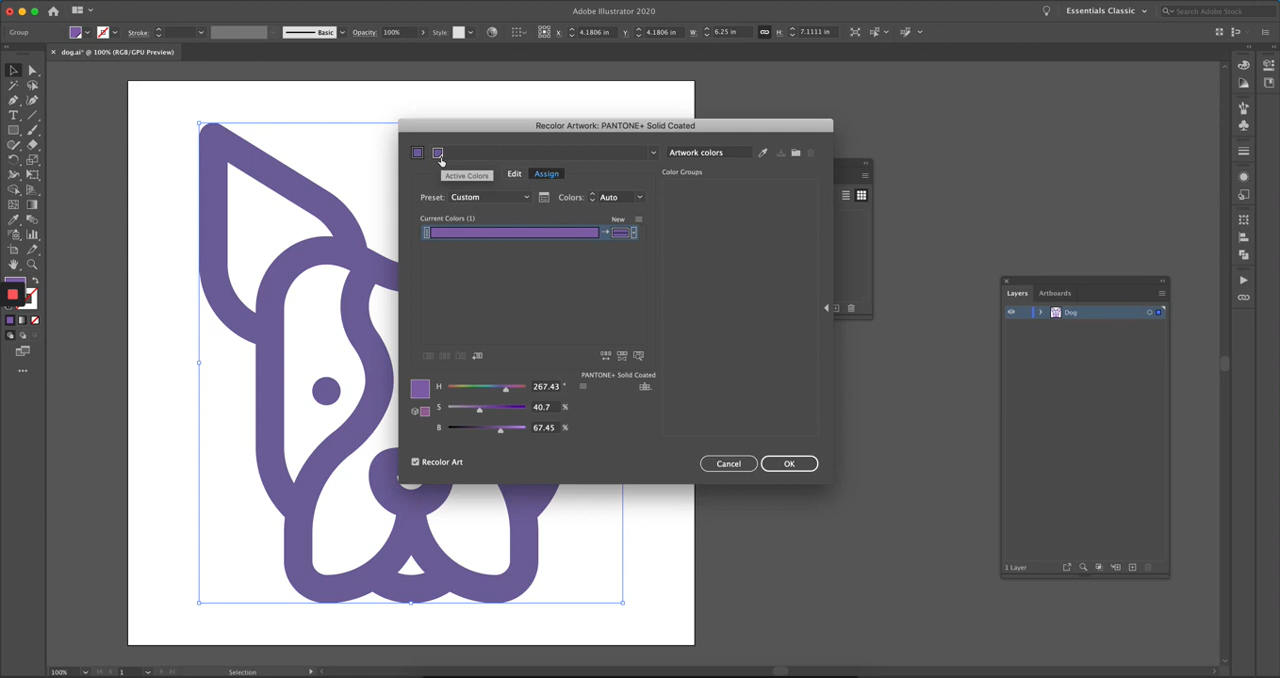 Adobe Illustrator 2020
Essentials Classic
Search Adobe Stock
Group
Stroke:
Basic
Opacity:
100%
Style:
X:
4.1806 in
Y:
4.1806 in
W:
6.25 in
H:
7.1111 in
× dog.ai* @ 100% (RGB/GPU Preview)
Recolor Artwork: PANTONE+ Solid Coated
Artwork colors
Active Colors
Edit
Assign
Color Groups
Preset:
Custom
Colors:
Auto
Current Colors (1)
New
PANTONE+ Solid Coated
H
267.43
°
S
40.7
%
B
67.45
%
Recolor Art
Cancel
OK
Layers
Artboards
Dog
1 Layer
100%
1
Selection